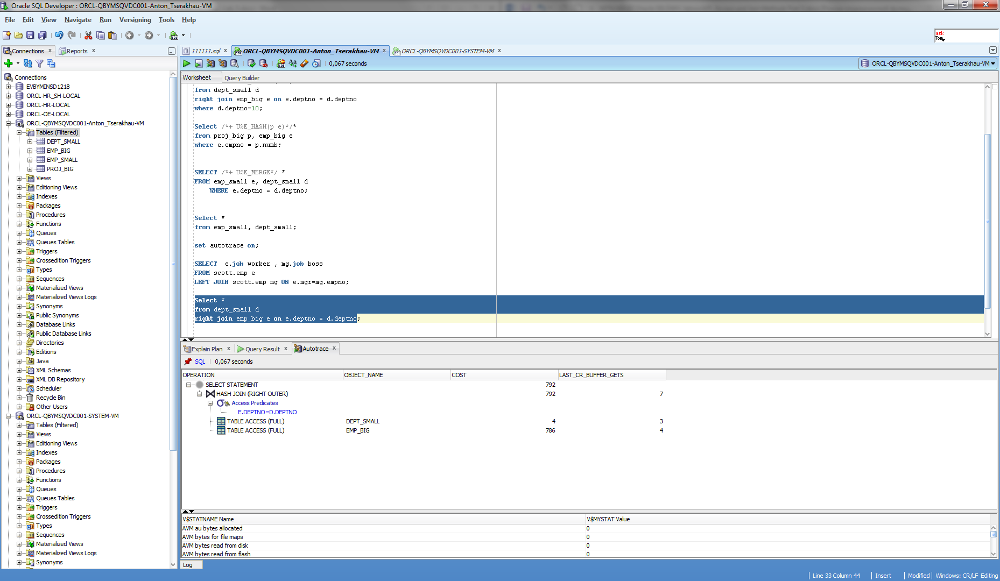 Oracle SQL Developer : ORCL-QBYMSQVDC001-Anton_Tserakhau-VM
File Edit View Navigate Run Versioning Tools Help
ask
Tom
Connections
Reports
111111.sql
ORCL-QBYMSQVDC001-Anton_Tserakhau-VM
ORCL-QBYMSQVDC001-SYSTEM-VM
0,067 seconds
ORCL-QBYMSQVDC001-Anton_Tserakhau-VM
Worksheet
Query Builder
Connections
EVBYMINSD1218
ORCL-HR_SH-LOCAL
ORCL-HR-LOCAL
ORCL-OE-LOCAL
ORCL-QBYMSQVDC001-Anton_Tserakhau-VM
Tables (Filtered)
DEPT_SMALL
EMP_BIG
EMP_SMALL
PROJ_BIG
Views
Editioning Views
Indexes
Packages
Procedures
Functions
Queues
Queues Tables
Triggers
Crossedition Triggers
Types
Sequences
Materialized Views
Materialized Views Logs
Synonyms
Public Synonyms
Database Links
Public Database Links
Directories
Editions
Java
XML Schemas
XML DB Repository
Scheduler
Recycle Bin
Other Users
ORCL-QBYMSQVDC001-SYSTEM-VM
Tables (Filtered)
Views
Editioning Views
Indexes
Packages
Procedures
Functions
Queues
Queues Tables
Triggers
Crossedition Triggers
Types
Sequences
Materialized Views
Materialized Views Logs
Synonyms
from dept_small d
right join emp_big e on e.deptno = d.deptno
where d.deptno=10;
Select /*+ USE_HASH(p e)*/*
from proj_big p, emp_big e
where e.empno = p.numb;
SELECT /*+ USE_MERGE*/ *
FROM emp_small e, dept_small d
WHERE e.deptno = d.deptno;
Select *
from emp_small, dept_small;
set autotrace on;
SELECT  e.job worker , mg.job boss
FROM scott.emp e
LEFT JOIN scott.emp mg ON e.mgr=mg.empno;
Select *
from dept_small d
right join emp_big e on e.deptno = d.deptno;
Explain Plan
Query Result
Autotrace
SQL
0,067 seconds
OPERATION OBJECT_NAME COST LAST_CR_BUFFER_GETS
SELECT STATEMENT 792
HASH JOIN (RIGHT OUTER) 792 7
Access Predicates
E.DEPTNO=D.DEPTNO
TABLE ACCESS (FULL) DEPT_SMALL 4 3
TABLE ACCESS (FULL) EMP_BIG 786 4
V$STATNAME Name V$MYSTAT Value
AVM au bytes allocated 0
AVM bytes for file maps 0
AVM bytes read from disk 0
AVM bytes read from flash 0
Log
Line 33 Column 44 Insert Modified Windows: CR/LF Editing